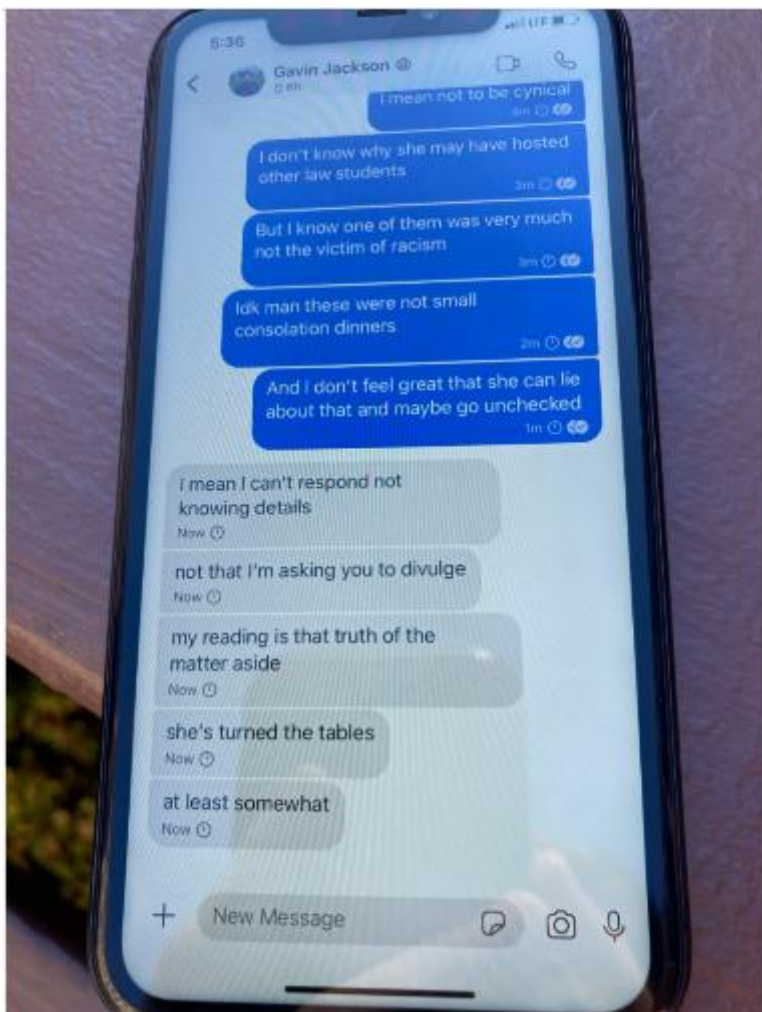 5:36
LTE
Gavin Jackson
I mean not to be cynical
I don't know why she may have hosted
other law students
2m
But I know one of them was very much
not the victim of racism
Idk man these were not small
consolation dinners
2m
And i don't feel great that she can lie
about that and maybe go unchecked
1m
i mean I can't respond not
knowing details
Now
not that I'm asking you to divulge
Now
my reading is that truth of the
matter aside
Now
she's turned the tables
Now
at least somewhat
Now
New Message